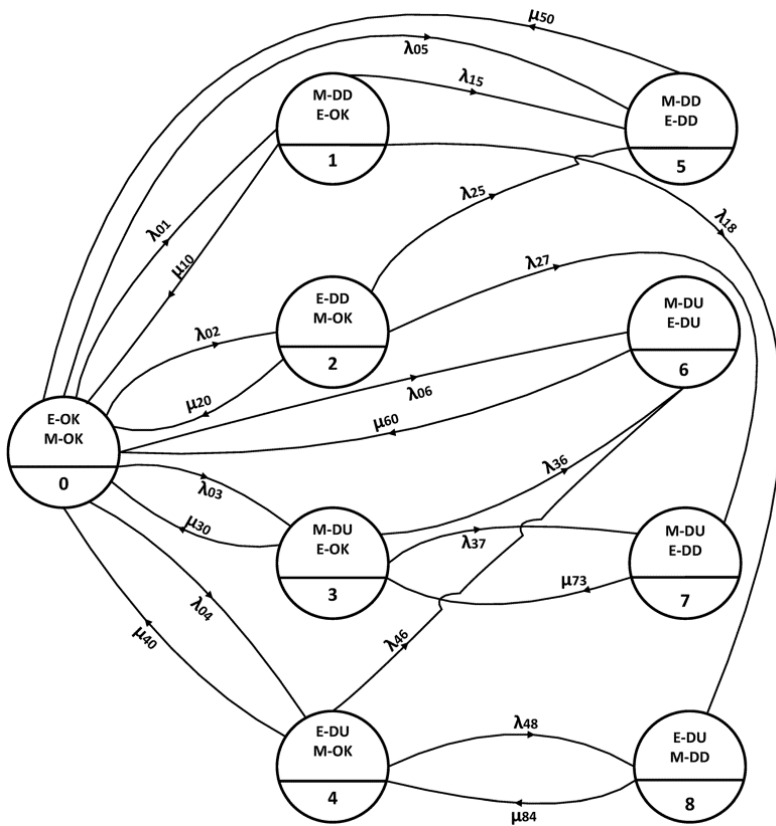 μ50
λ05
M-DD
E-OK
1
λ15
M-DD
E-DD
5
λ01
μ10
λ25
λ18
λ27
E-DD
M-OK
2
λ02
μ20
M-DU
E-DU
6
λ06
μ60
E-OK
M-OK
0
λ03
μ30
λ36
M-DU
E-OK
3
λ37
μ73
M-DU
E-DD
7
λ04
μ40
λ46
E-DU
M-OK
4
λ48
μ84
E-DU
M-DD
8